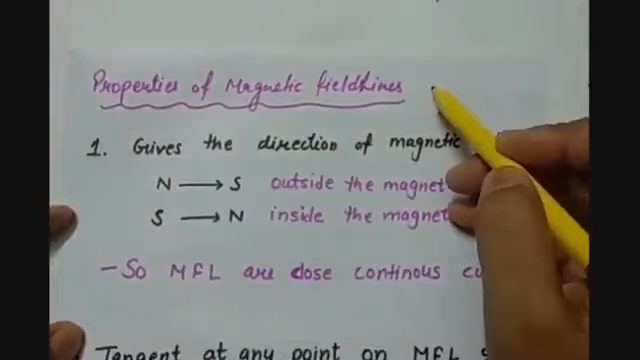 Properties of Magnetic fieldLines
1. Gives the direction of magnetic
N → S outside the magnet
S → N inside the magnet
- So MFL are close continous
Tangent at any point on MFL